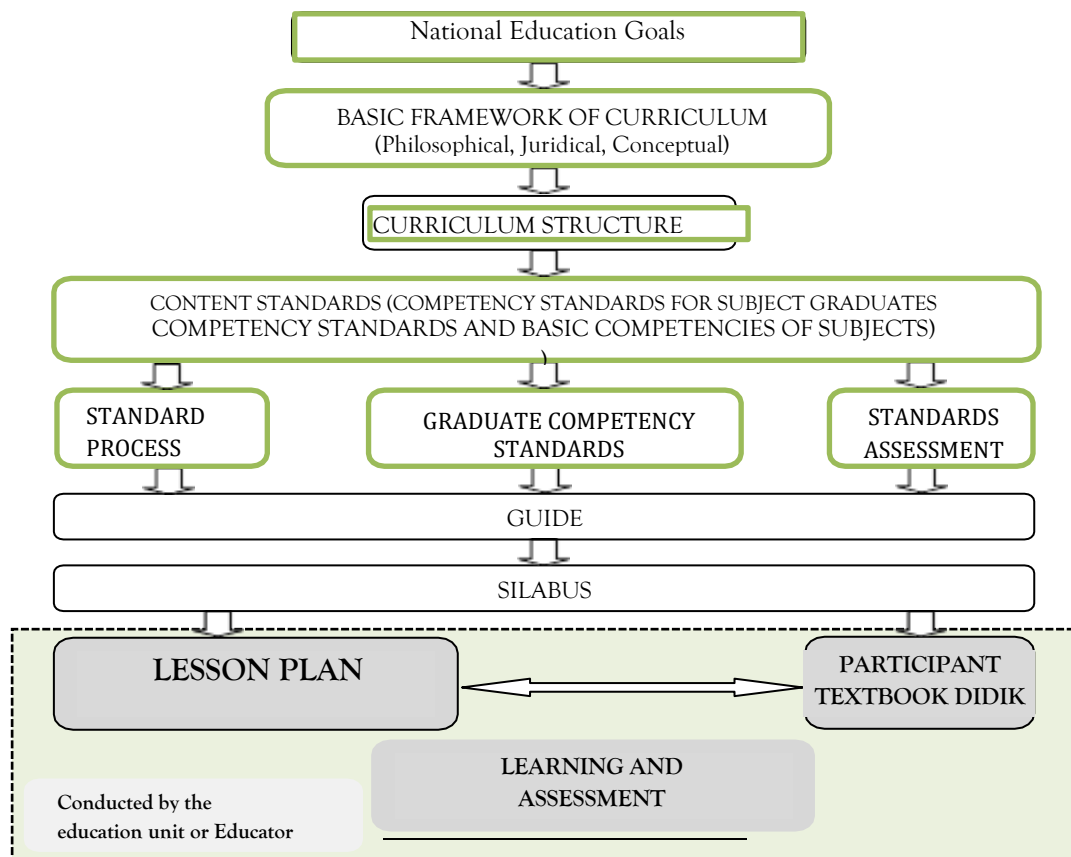 National Education Goals
BASIC FRAMEWORK OF CURRICULUM
(Philosophical, Juridical, Conceptual)
CURRICULUM STRUCTURE
CONTENT STANDARDS (COMPETENCY STANDARDS FOR SUBJECT GRADUATES
COMPETENCY STANDARDS AND BASIC COMPETENCIES OF SUBJECTS)
)
STANDARD
PROCESS
GRADUATE COMPETENCY
STANDARDS
STANDARDS
ASSESSMENT
GUIDE
SILABUS
LESSON PLAN
PARTICIPANT
TEXTBOOK DIDIK
LEARNING AND
ASSESSMENT
Conducted by the
education unit or Educator